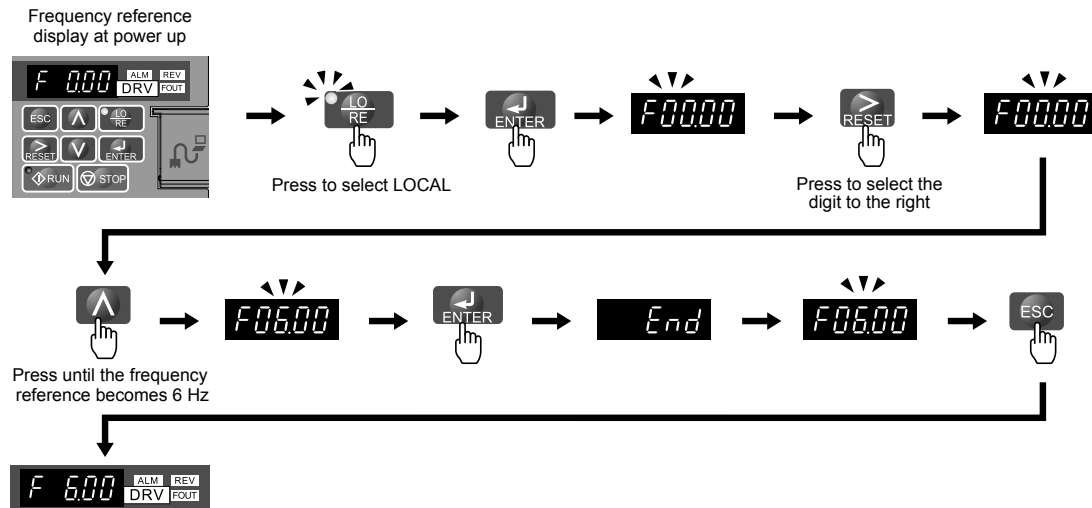 Frequency reference
display at power up
F 0.00
ALM REV
DRV FOUT
ESC
LO
RE
RESET
ENTER
RUN
STOP
LO
RE
Press to select LOCAL
ENTER
F00.00
RESET
Press to select the
digit to the right
F00.00
Press until the frequency
reference becomes 6 Hz
F06.00
ENTER
End
F06.00
ESC
F 6.00
ALM REV
DRV FOUT